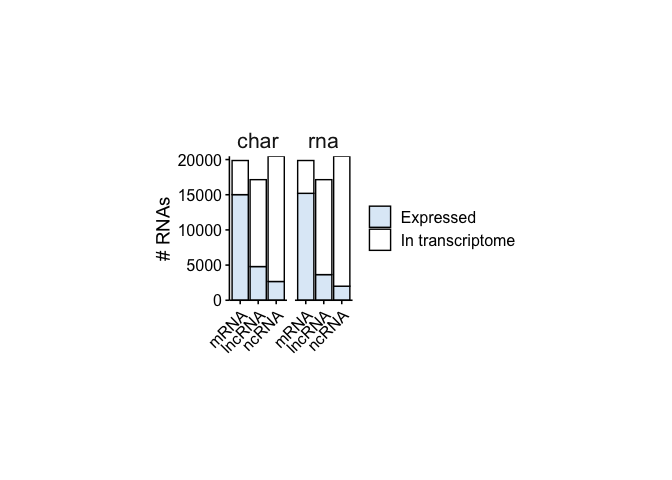 char rna
20000
15000
10000
5000
0
# RNAs
mRNA
lncRNA
ncRNA
mRNA
lncRNA
ncRNA
Expressed
In transcriptome